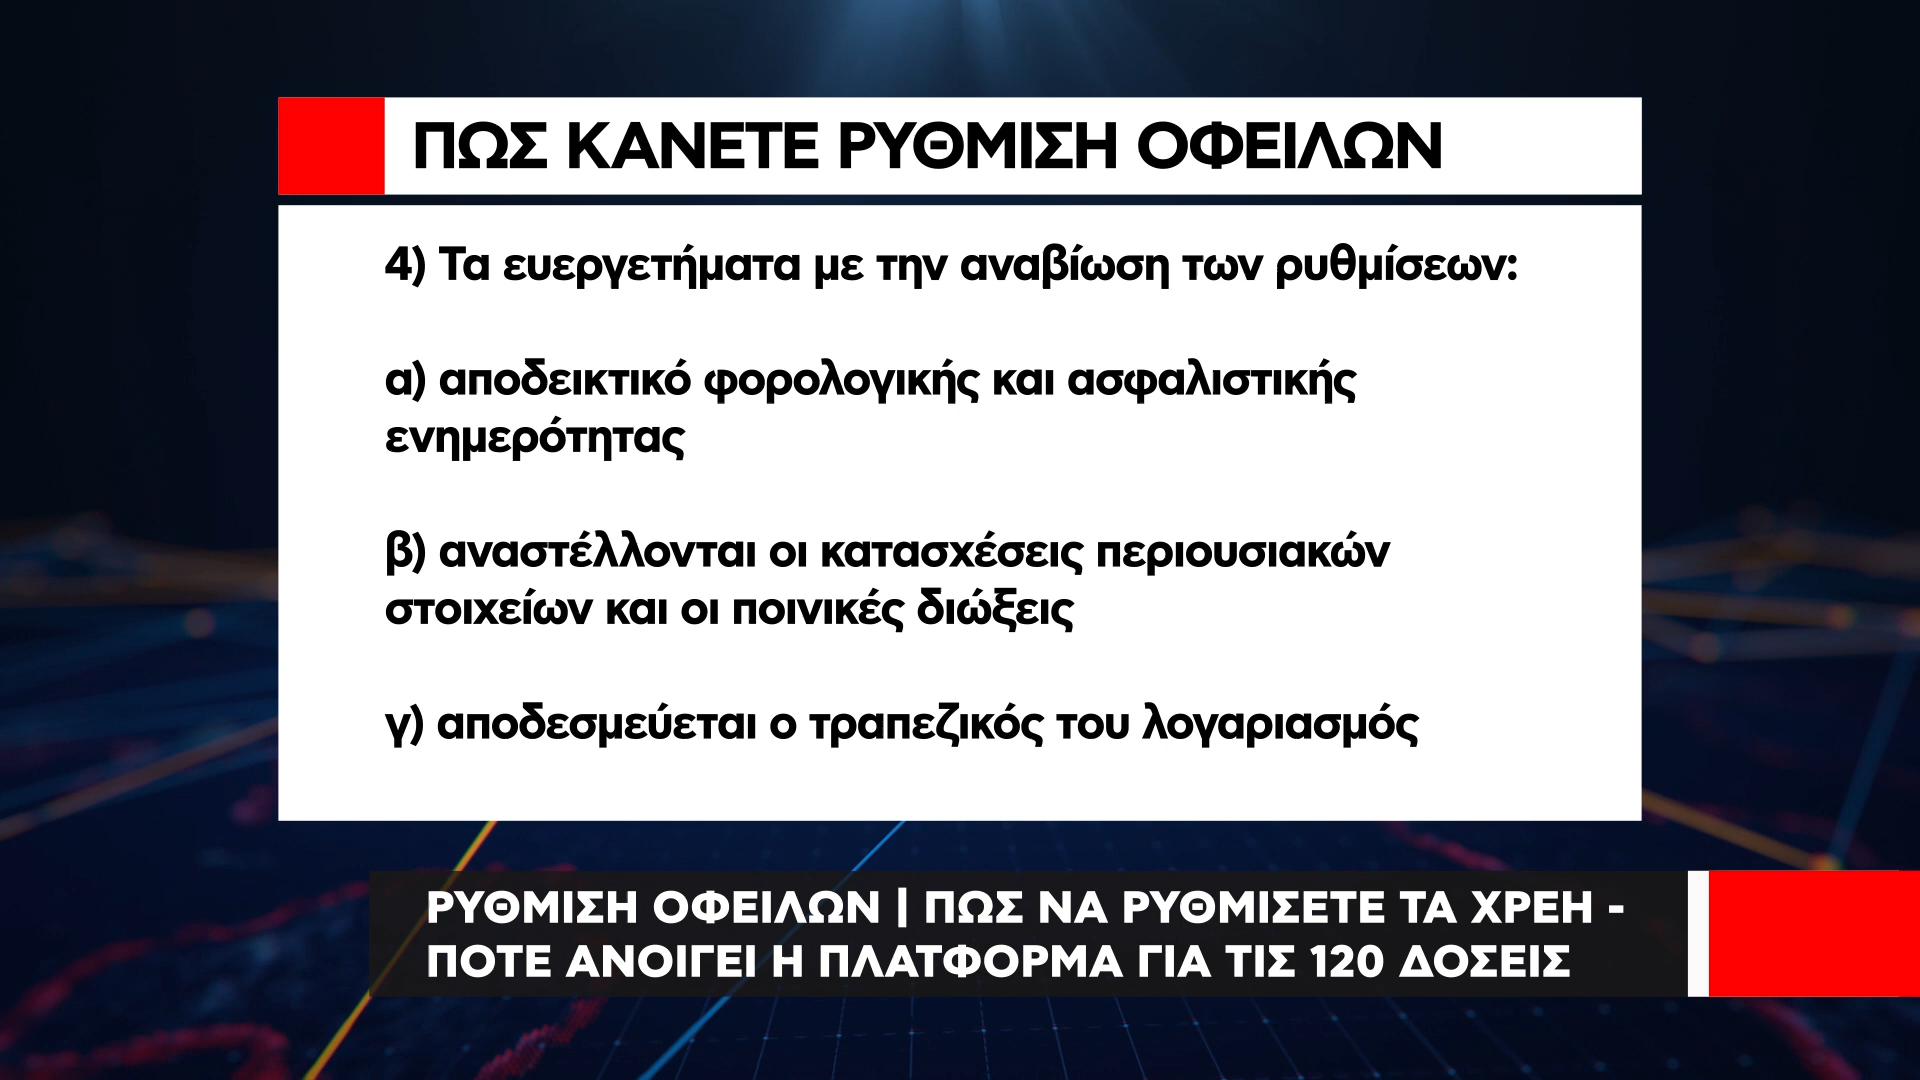 ΠΩΣ ΚΑΝΕΤΕ ΡΥΘΜΙΣΗ ΟΦΕΙΛΩΝ
4) Τα ευεργετήματα με την αναβίωση των ρυθμίσεων:
α) αποδεικτικό φορολογικής και ασφαλιστικής
ενημερότητας
β) αναστέλλονται οι κατασχέσεις περιουσιακών
στοιχείων και οι ποινικές διώξεις
γ) αποδεσμεύεται ο τραπεζικός του λογαριασμός
ΡΥΘΜΙΣΗ ΟΦΕΙΛΩΝ | ΠΩΣ ΝΑ ΡΥΘΜΙΣΕΤΕ ΤΑ ΧΡΕΗ -
ΠΟΤΕ ΑΝΟΙΓΕΙ Η ΠΛΑΤΦΟΡΜΑ ΓΙΑ ΤΙΣ 120 ΔΟΣΕΙΣ